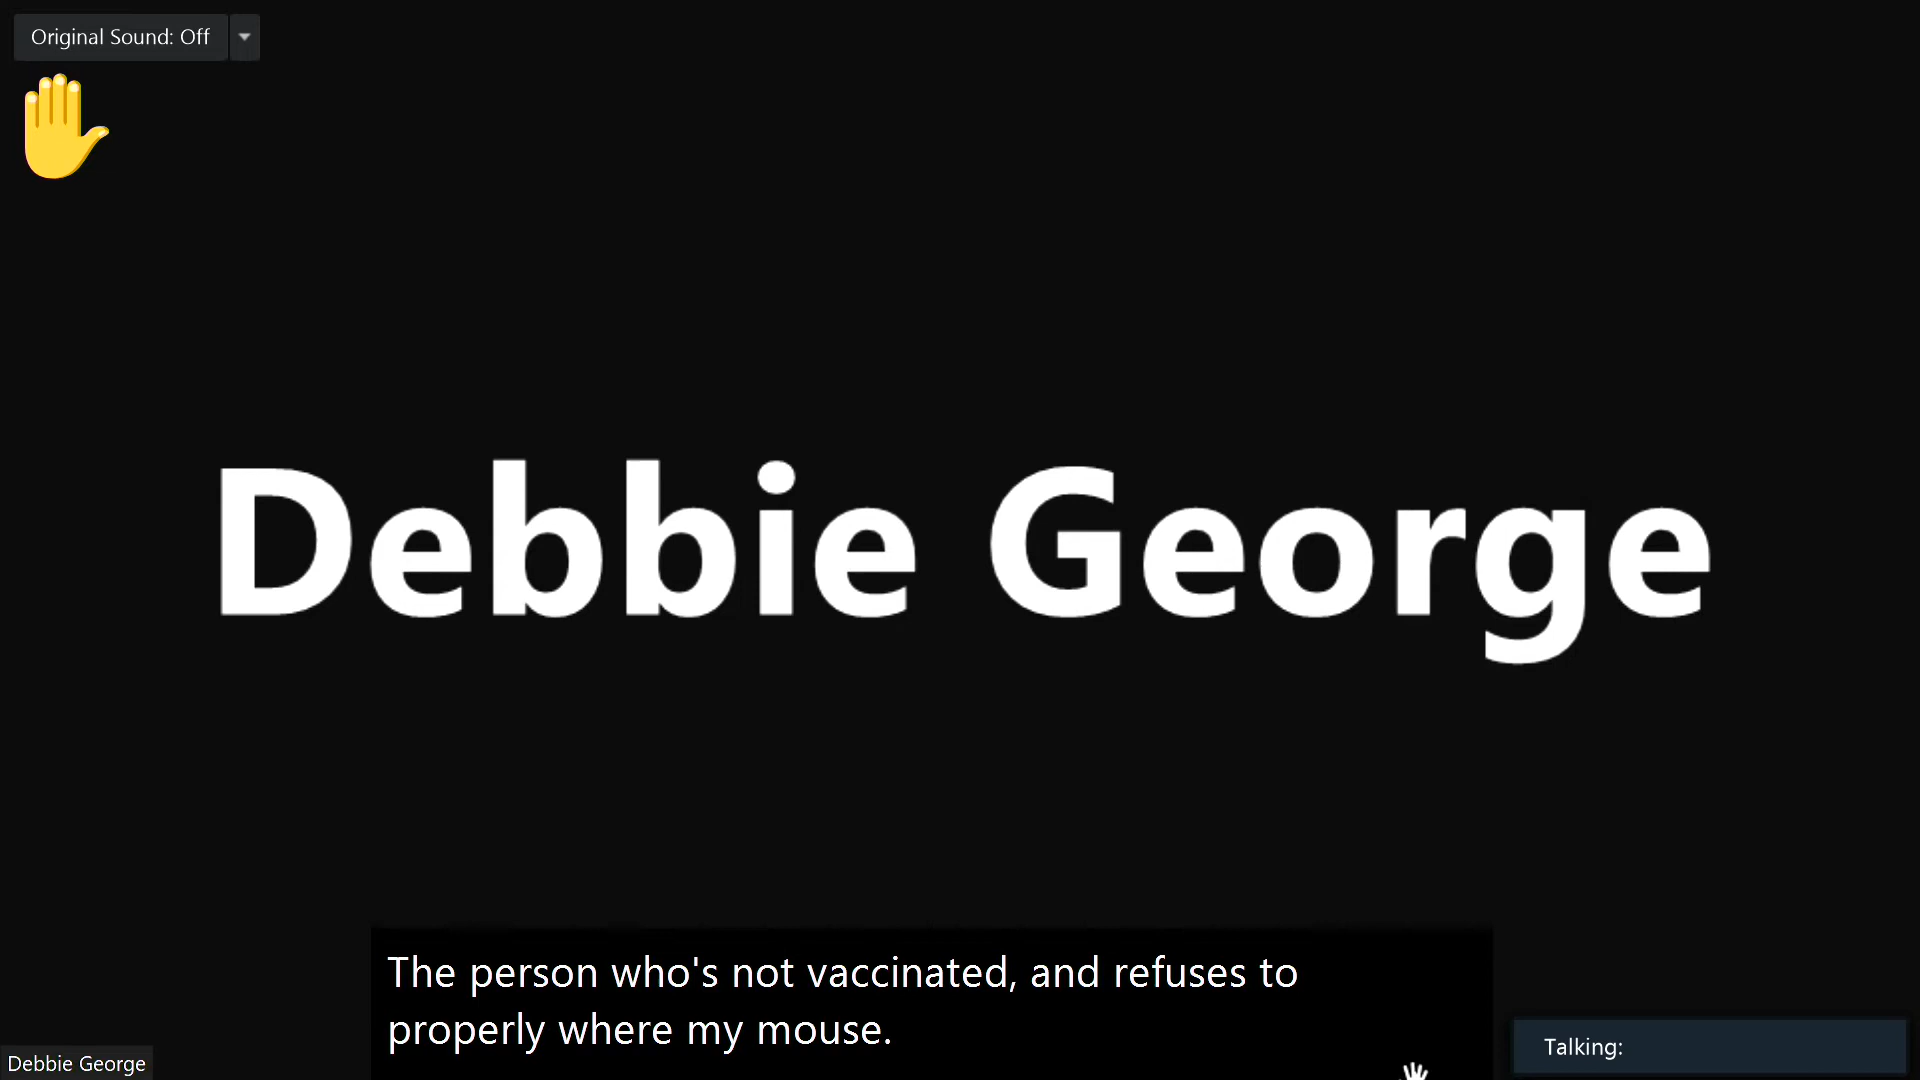 Original Sound: Off
Debbie George
The person who's not vaccinated, and refuses to
properly where my mouse.
Talking:
Debbie George